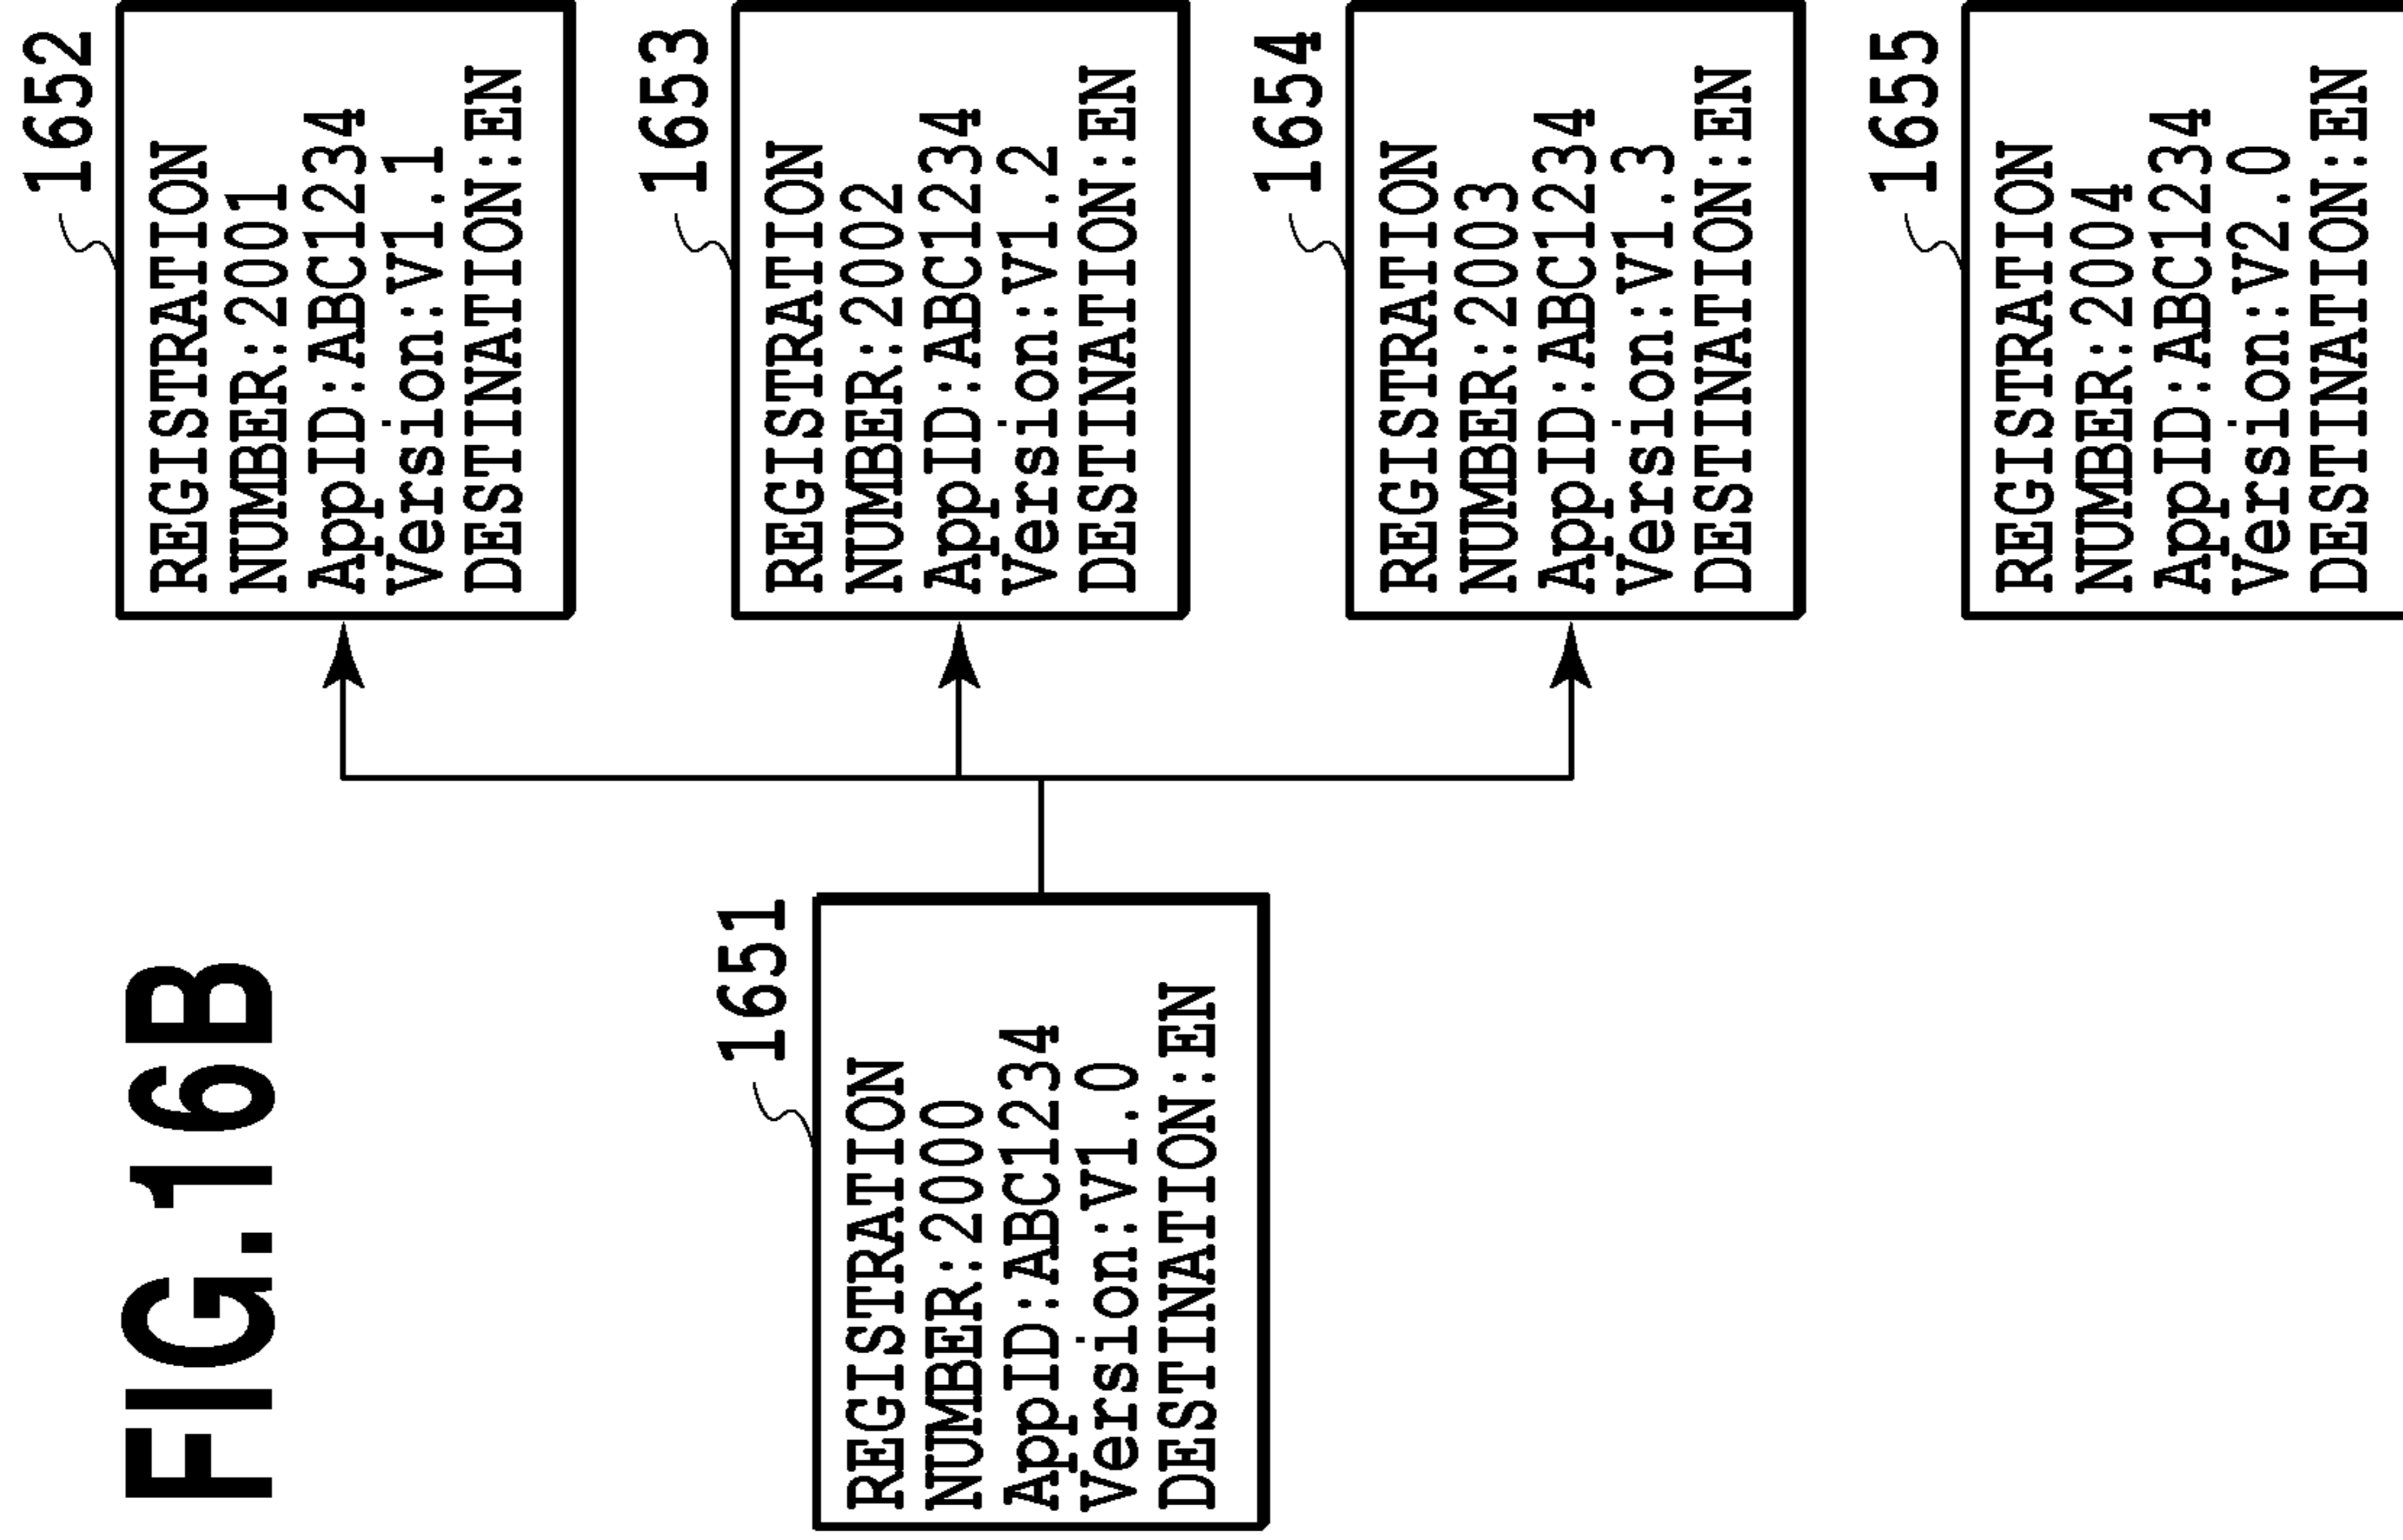 FIG.16B
1651
REGISTRATION
NUMBER:2000
AppID:ABC1234
Version:V1.0
DESTINATION:EN
1652
REGISTRATION
NUMBER:2001
AppID:ABC1234
Version:V1.1
DESTINATION:EN
1653
REGISTRATION
NUMBER:2002
AppID:ABC1234
Version:V1.2
DESTINATION:EN
1654
REGISTRATION
NUMBER:2003
AppID:ABC1234
Version:V1.3
DESTINATION:EN
1655
REGISTRATION
NUMBER:2004
AppID:ABC1234
Version:V2.0
DESTINATION:EN